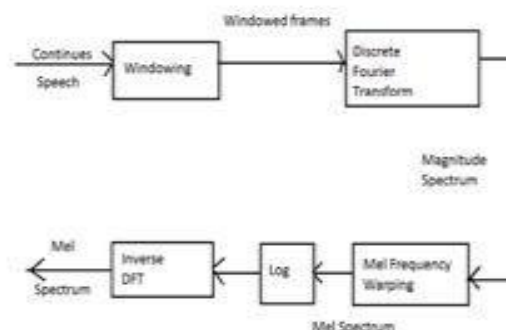 Windowed frames
Continues
Speech
Windowing
Discrete
Fourier
Transform
Magnitude
Spectrum
Mel
Spectrum
Inverse
DFT
Log
Mel Frequency
Warping
Mel Spectrum